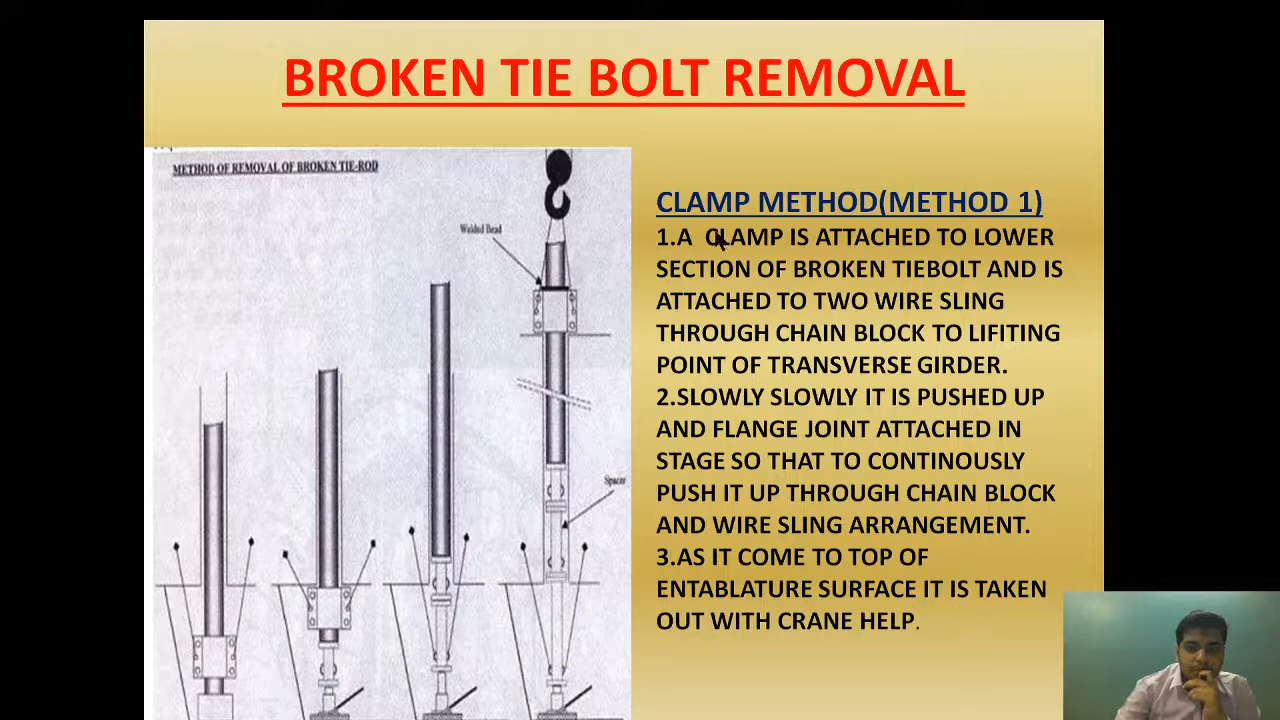 BROKEN TIE BOLT REMOVAL
METHOD OF REMOVAL OF BROKEN TIE-ROD
Welded Bead
Spacer
CLAMP METHOD(METHOD 1)
1.A CLAMP IS ATTACHED TO LOWER
SECTION OF BROKEN TIEBOLT AND IS
ATTACHED TO TWO WIRE SLING
THROUGH CHAIN BLOCK TO LIFITING
POINT OF TRANSVERSE GIRDER.
2.SLOWLY SLOWLY IT IS PUSHED UP
AND FLANGE JOINT ATTACHED IN
STAGE SO THAT TO CONTINOUSLY
PUSH IT UP THROUGH CHAIN BLOCK
AND WIRE SLING ARRANGEMENT.
3.AS IT COME TO TOP OF
ENTABLATURE SURFACE IT IS TAKEN
OUT WITH CRANE HELP.